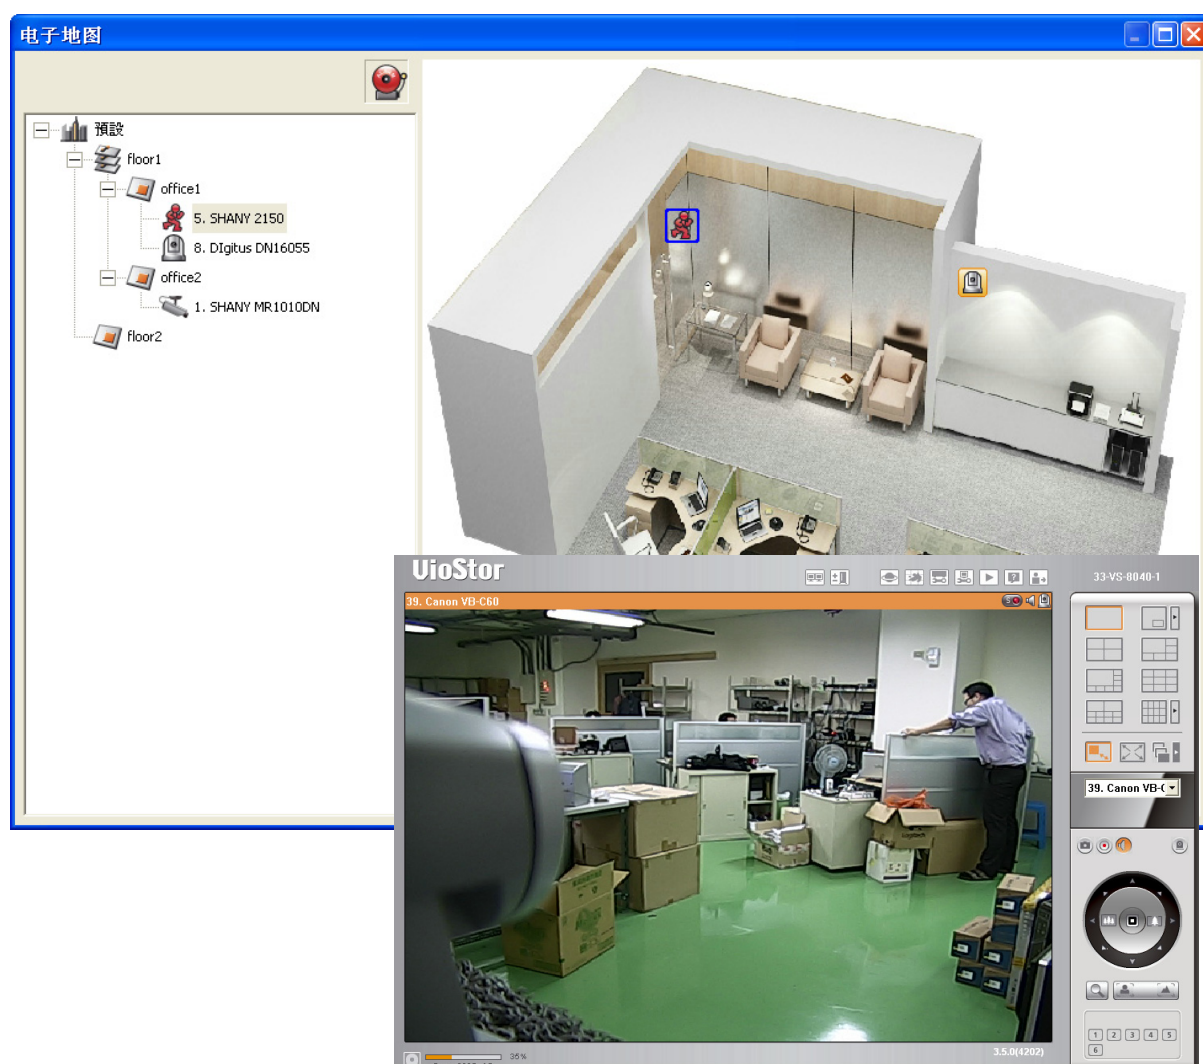 电子地图
預設
floor1
office1
5. SHANY 2150
8. DIgitus DN16055
office2
1. SHANY MR1010DN
floor2
VioStor
33-VS-8040-1
39. Canon VB-C60
39. Canon VB-C
1 2 3 4 5
6
35%
3.5.0(4202)